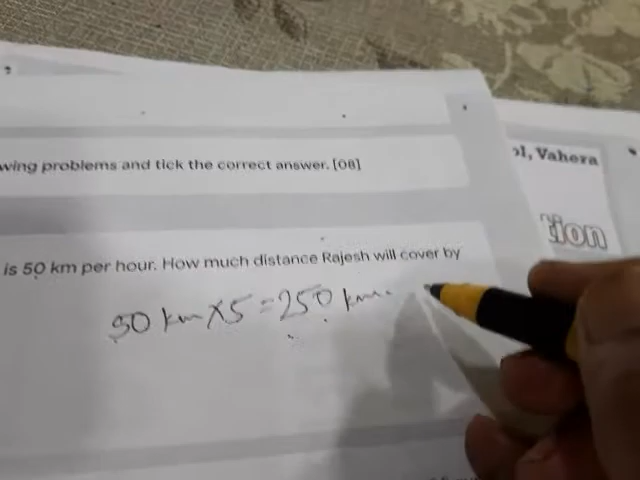 wing problems and tick the correct answer. [08]
ol, Vahera
tion
is 50 km per hour. How much distance Rajesh will cover by
50 km x 5 = 250 km.